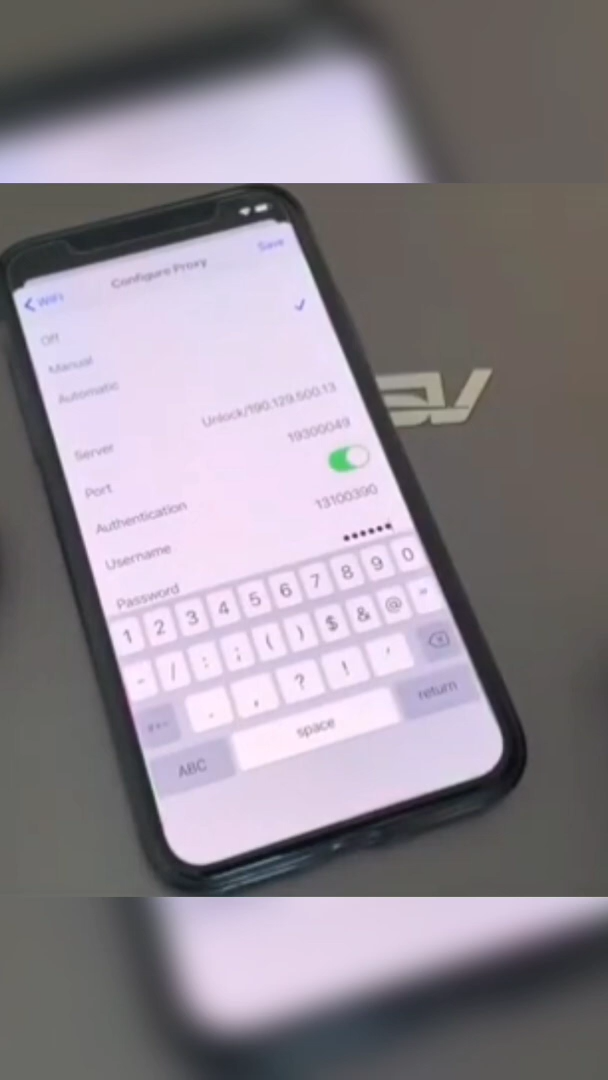 Save
WiFi
Configure Proxy
Off
Manual
Automatic
Server Unlock/190.129.500.13
Port 19300049
Authentication
Username 13100390
Password ••••••
1 2 3 4 5 6 7 8 9 0
- / : ; ( ) $ & @ "
#+= . , ? ! '
ABC space return